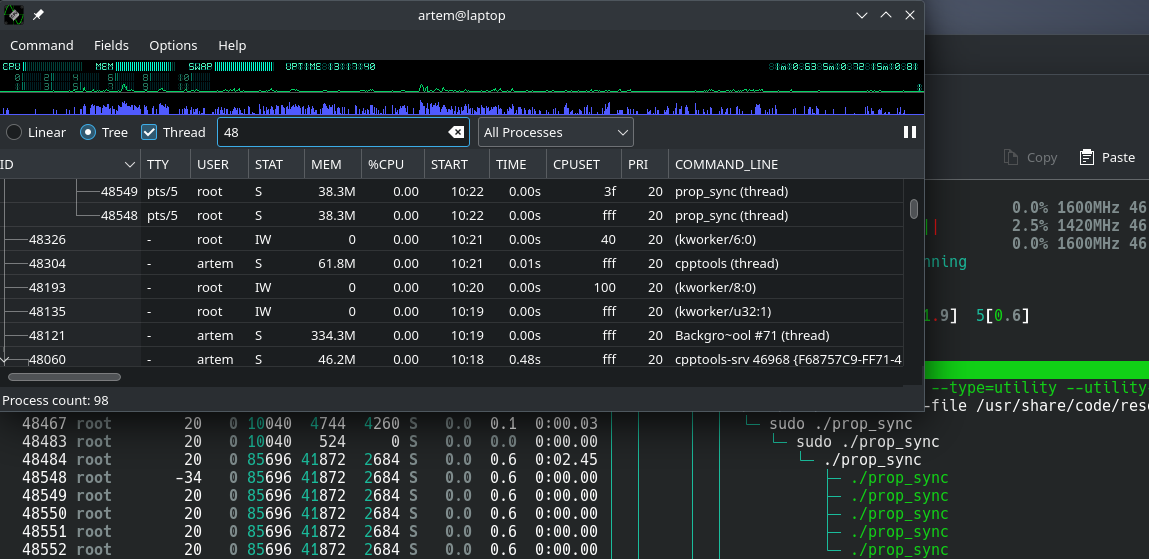 artem@laptop
Command Fields Options Help
CPU MEM SWAP UPTIME 13:17:40 1m:0.63 5m:0.72 15m:0.81
0 2 4 6 8 10
1 3 5 7 9 11
Linear Tree Thread 48 All Processes
Copy Paste
ID TTY USER STAT MEM %CPU START TIME CPUSET PRI COMMAND_LINE
48549 pts/5 root S 38.3M 0.00 10:22 0.00s 3f 20 prop_sync (thread)
48548 pts/5 root S 38.3M 0.00 10:22 0.00s fff 20 prop_sync (thread)
48326 - root IW 0 0.00 10:21 0.00s 40 20 (kworker/6:0)
48304 - artem S 61.8M 0.00 10:21 0.01s fff 20 cpptools (thread)
48193 - root IW 0 0.00 10:20 0.00s 100 20 (kworker/8:0)
48135 - root IW 0 0.00 10:19 0.00s fff 20 (kworker/u32:1)
48121 - artem S 334.3M 0.00 10:19 0.00s fff 20 Backgro~ool #71 (thread)
48060 - artem S 46.2M 0.00 10:18 0.48s fff 20 cpptools-srv 46968 {F68757C9-FF71-4
Process count: 98
0.0% 1600MHz 46
2.5% 1420MHz 46
0.0% 1600MHz 46
nning
1.9] 5[0.6]
--type=utility --utility
-file /usr/share/code/res
48467 root 20 0 10040 4744 4260 S 0.0 0.1 0:00.03 sudo ./prop_sync
48483 root 20 0 10040 524 0 S 0.0 0.0 0:00.00 sudo ./prop_sync
48484 root 20 0 85696 41872 2684 S 0.0 0.6 0:02.45 ./prop_sync
48548 root -34 0 85696 41872 2684 S 0.0 0.6 0:00.00 ./prop_sync
48549 root 20 0 85696 41872 2684 S 0.0 0.6 0:00.00 ./prop_sync
48550 root 20 0 85696 41872 2684 S 0.0 0.6 0:00.00 ./prop_sync
48551 root 20 0 85696 41872 2684 S 0.0 0.6 0:00.00 ./prop_sync
48552 root 20 0 85696 41872 2684 S 0.0 0.6 0:00.00 ./prop_sync